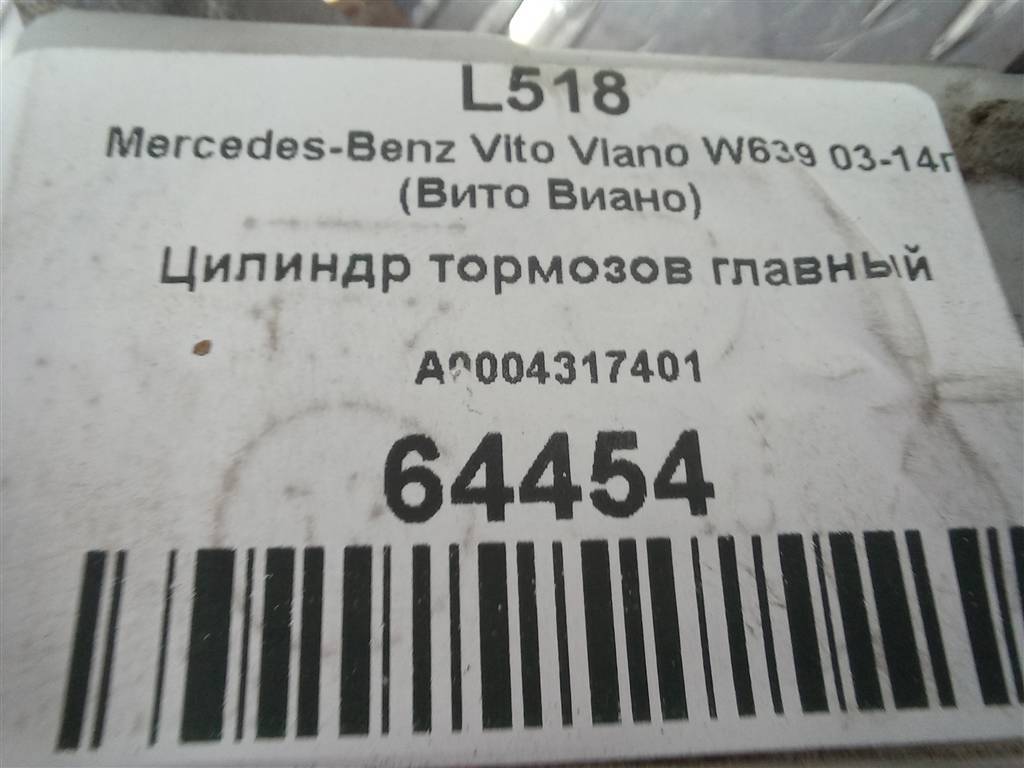 L518
Mercedes-Benz Vito Viano W639 03-14г
(Вито Виано)
Цилиндр тормозов главный
A0004317401
64454